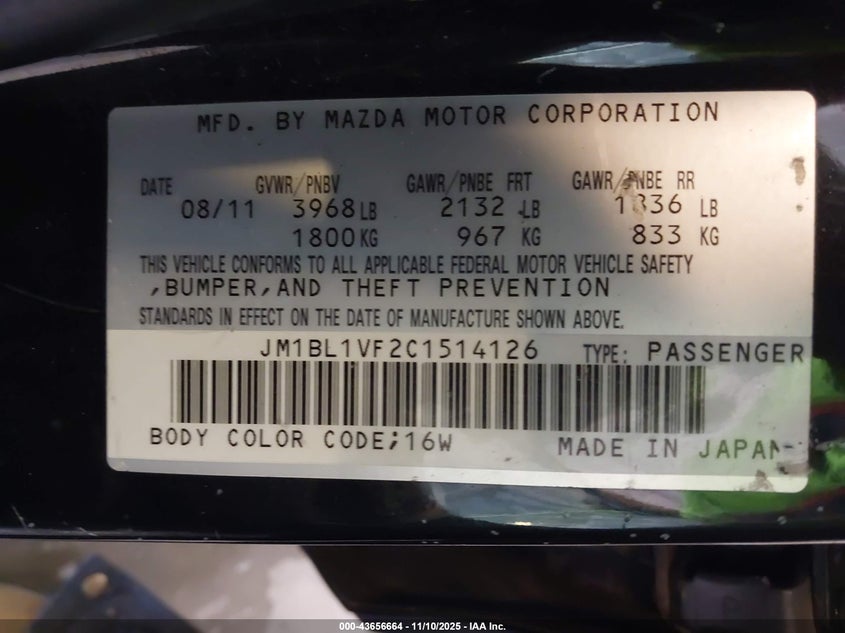 MFD. BY MAZDA MOTOR CORPORATION
DATE GVWR/PNBV GAWR/PNBE FRT GAWR/PNBE RR
08/11 3968 LB 2132 LB 1836 LB
1800 KG 967 KG 833 KG
THIS VEHICLE CONFORMS TO ALL APPLICABLE FEDERAL MOTOR VEHICLE SAFETY
,BUMPER,AND THEFT PREVENTION
STANDARDS IN EFFECT ON THE DATE OF MANUFACTURE SHOWN ABOVE.
JM1BL1VF2C1514126 TYPE: PASSENGER
BODY COLOR CODE;16W MADE IN JAPAN
000-43656664 - 11/10/2025 - IAA Inc.